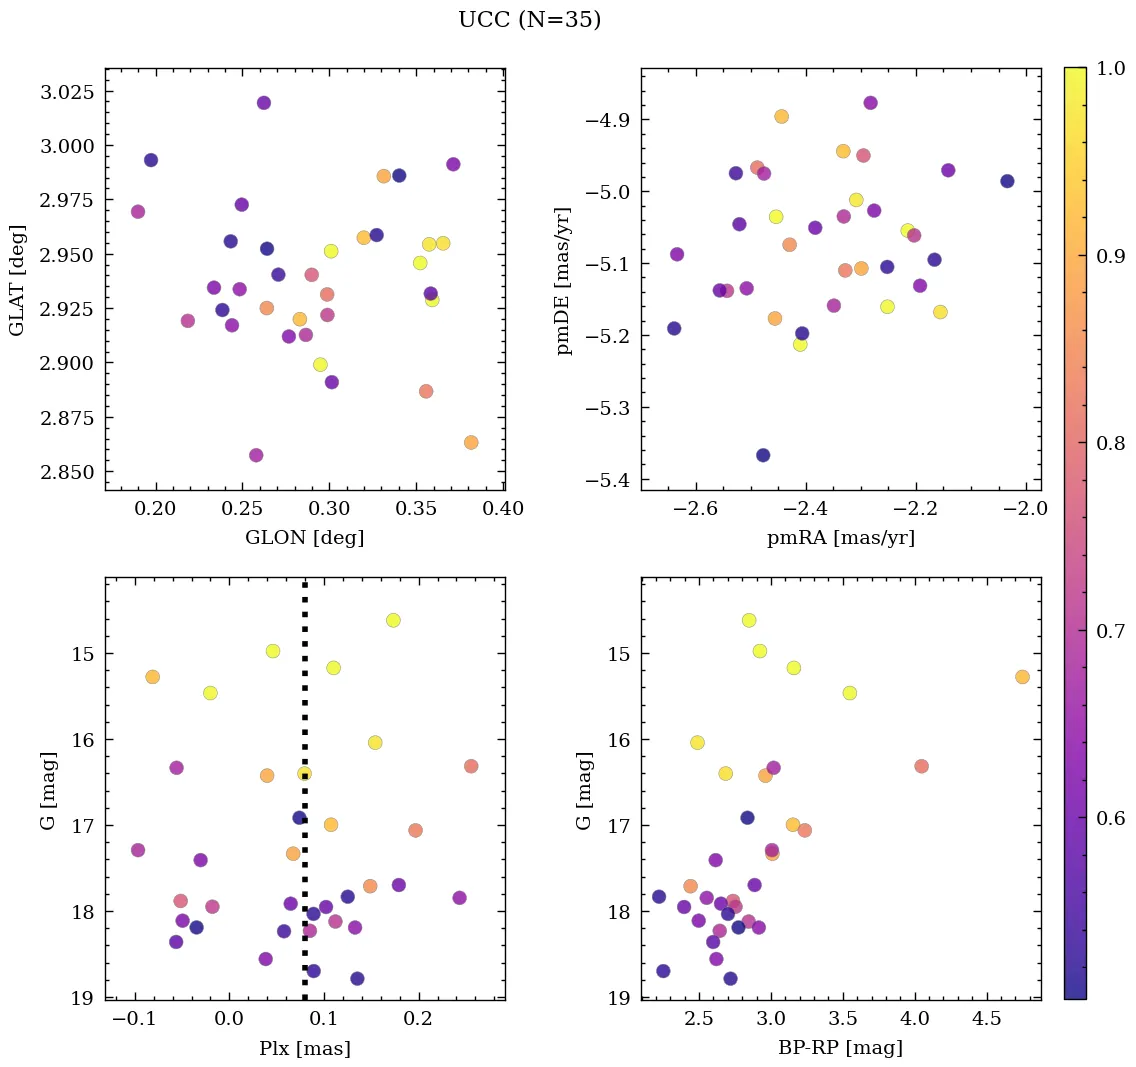 UCC (N=35)
3.025
3.000
2.975
2.950
2.925
2.900
2.875
2.850
GLAT [deg]
0.20 0.25 0.30 0.35 0.40
GLON [deg]
−4.9
−5.0
−5.1
−5.2
−5.3
−5.4
pmDE [mas/yr]
−2.6 −2.4 −2.2 −2.0
pmRA [mas/yr]
1.0
0.9
0.8
0.7
0.6
15
16
17
18
19
G [mag]
−0.1 0.0 0.1 0.2
Plx [mas]
15
16
17
18
19
G [mag]
2.5 3.0 3.5 4.0 4.5
BP-RP [mag]